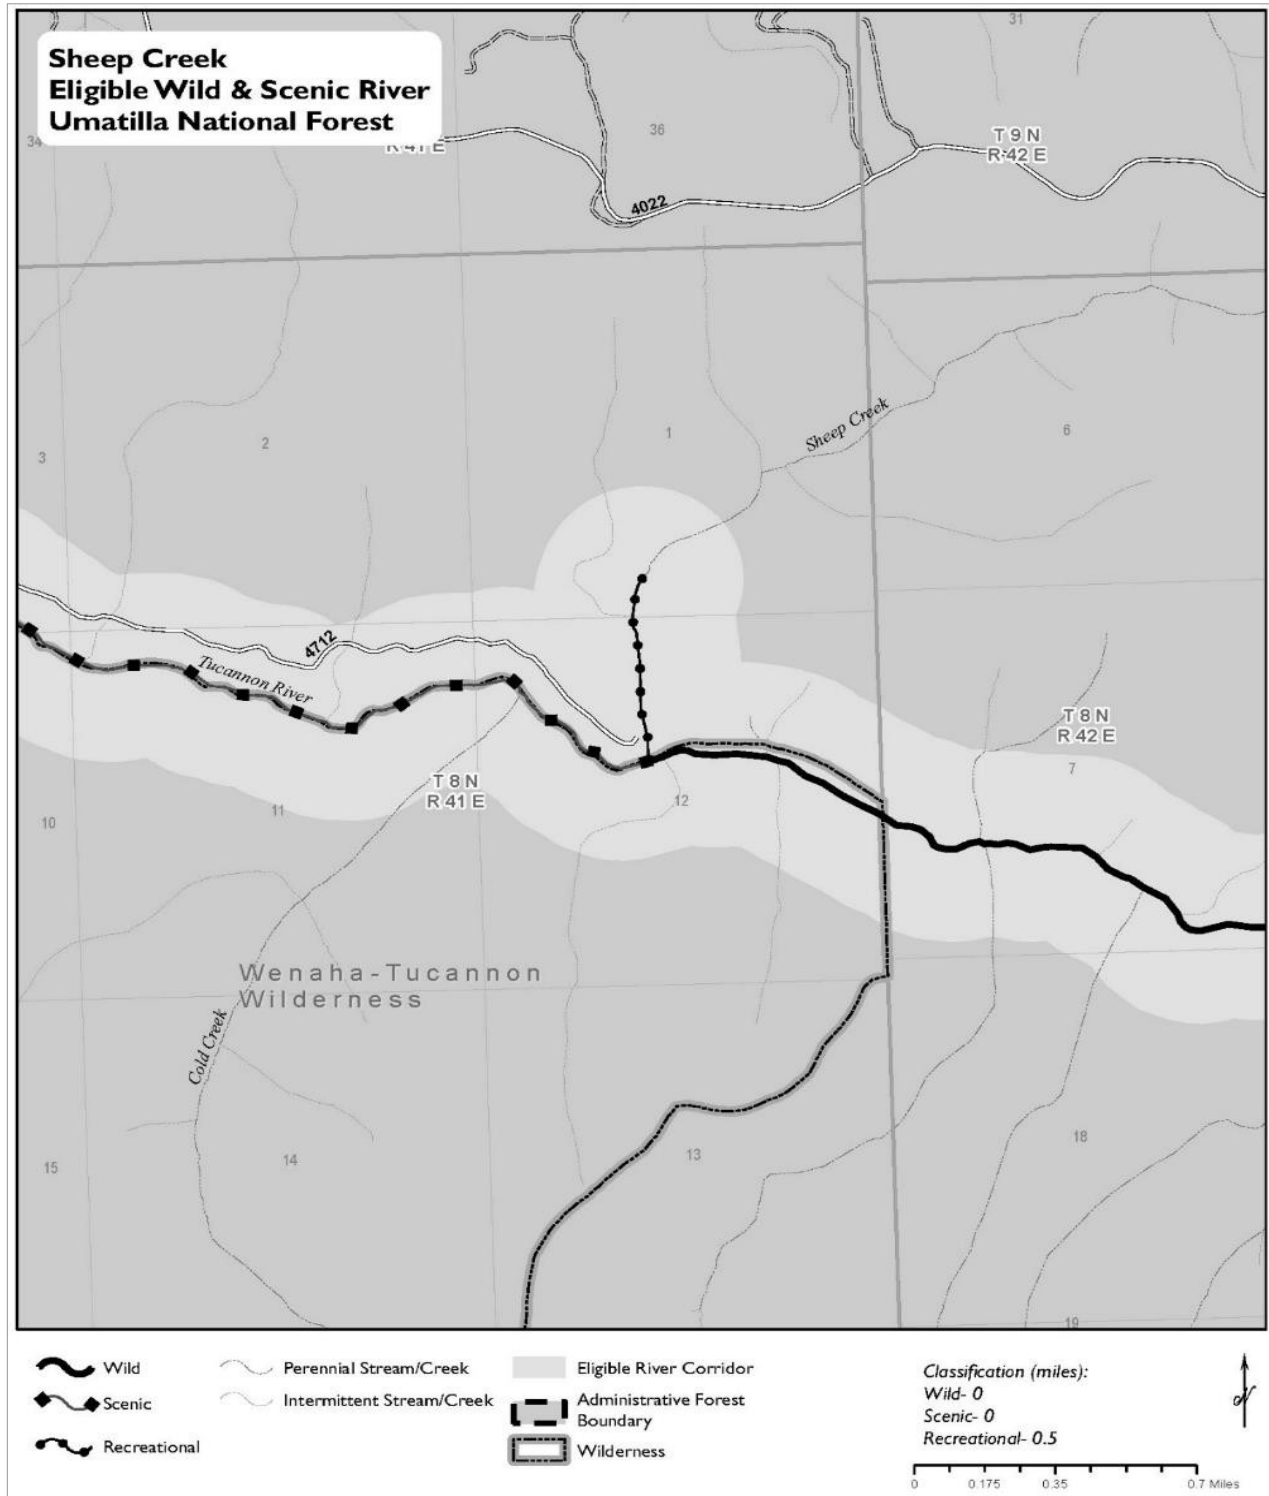 Sheep Creek
Eligible Wild & Scenic River
Umatilla National Forest
31
34
36
R 41 E
T 9 N
R 42 E
4022
Sheep Creek
1
2
3
6
4712
Tucannon River
T 8 N
R 42 E
7
T 8 N
R 41 E
10
11
12
Wenaha-Tucannon
Wilderness
Cold Creek
13
14
15
18
19
Wild
Scenic
Recreational
Perennial Stream/Creek
Intermittent Stream/Creek
Eligible River Corridor
Administrative Forest
Boundary
Wilderness
Classification (miles):
Wild- 0
Scenic- 0
Recreational- 0.5
N
0 0.175 0.35 0.7 Miles